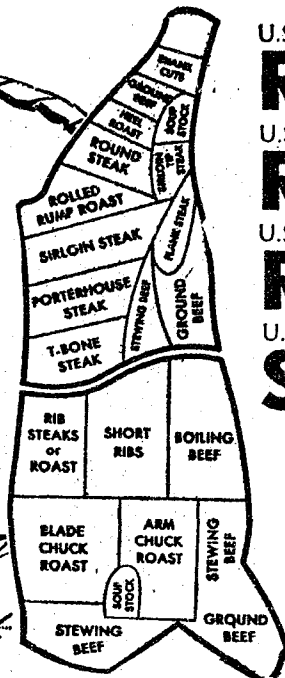 SHANK
CUTS
GROUND
BEEF
HEEL
ROAST
SOUP
STOCK
ROUND
STEAK
SIRLOIN
TIP
STEAK
ROLLED
RUMP ROAST
FLANK STEAK
SIRLOIN STEAK
PORTERHOUSE
STEAK
STEWING BEEF
GROUND
BEEF
T-BONE
STEAK
RIB
STEAKS
or
ROAST
SHORT
RIBS
BOILING
BEEF
BLADE
CHUCK
ROAST
ARM
CHUCK
ROAST
STEWING
BEEF
SOUP
STOCK
STEWING
BEEF
GROUND
BEEF
U.S
R
U.S
R
U.S
R
U.